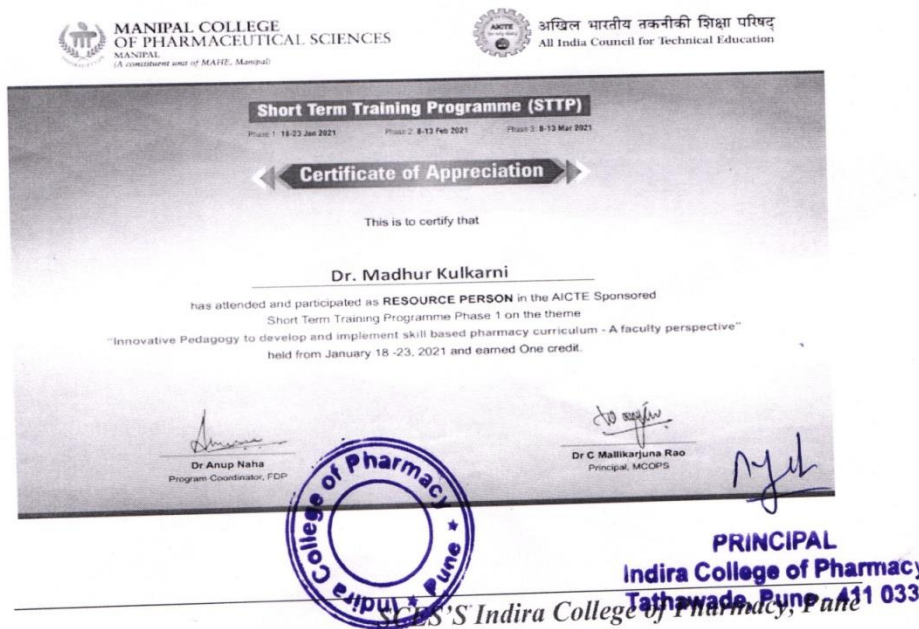 MANIPAL COLLEGE
OF PHARMACEUTICAL SCIENCES
MANIPAL
(A constituent unit of MAHE, Manipal)
AICTE
अखिल भारतीय तकनीकी शिक्षा परिषद्
All India Council for Technical Education
Short Term Training Programme (STTP)
Phase 1: 18-23 Jan 2021 Phase 2: 8-13 Feb 2021 Phase 3: 8-13 Mar 2021
Certificate of Appreciation
This is to certify that
Dr. Madhur Kulkarni
has attended and participated as RESOURCE PERSON in the AICTE Sponsored
Short Term Training Programme Phase 1 on the theme
"Innovative Pedagogy to develop and implement skill based pharmacy curriculum - A faculty perspective"
held from January 18 -23, 2021 and earned One credit.
Dr Anup Naha
Program Coordinator, FDP
Dr C Mallikarjuna Rao
Principal, MCOPS
Indira College of Pharmacy * Pune *
PRINCIPAL
Indira College of Pharmacy
Tathawade, Pune - 411 033
SCES'S Indira College of Pharmacy, Pune